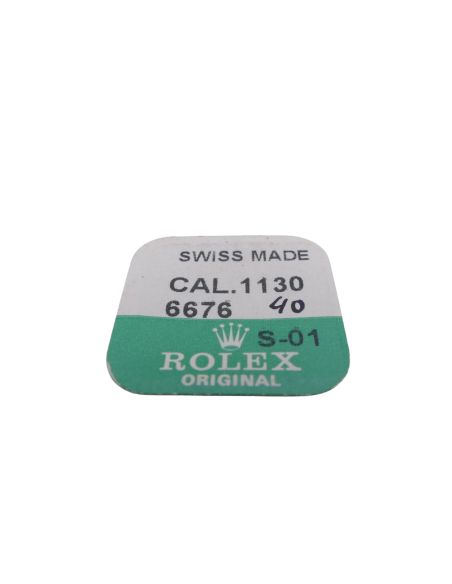 SWISS MADE
CAL.1130
6676 40
S-01
ROLEX
ORIGINAL